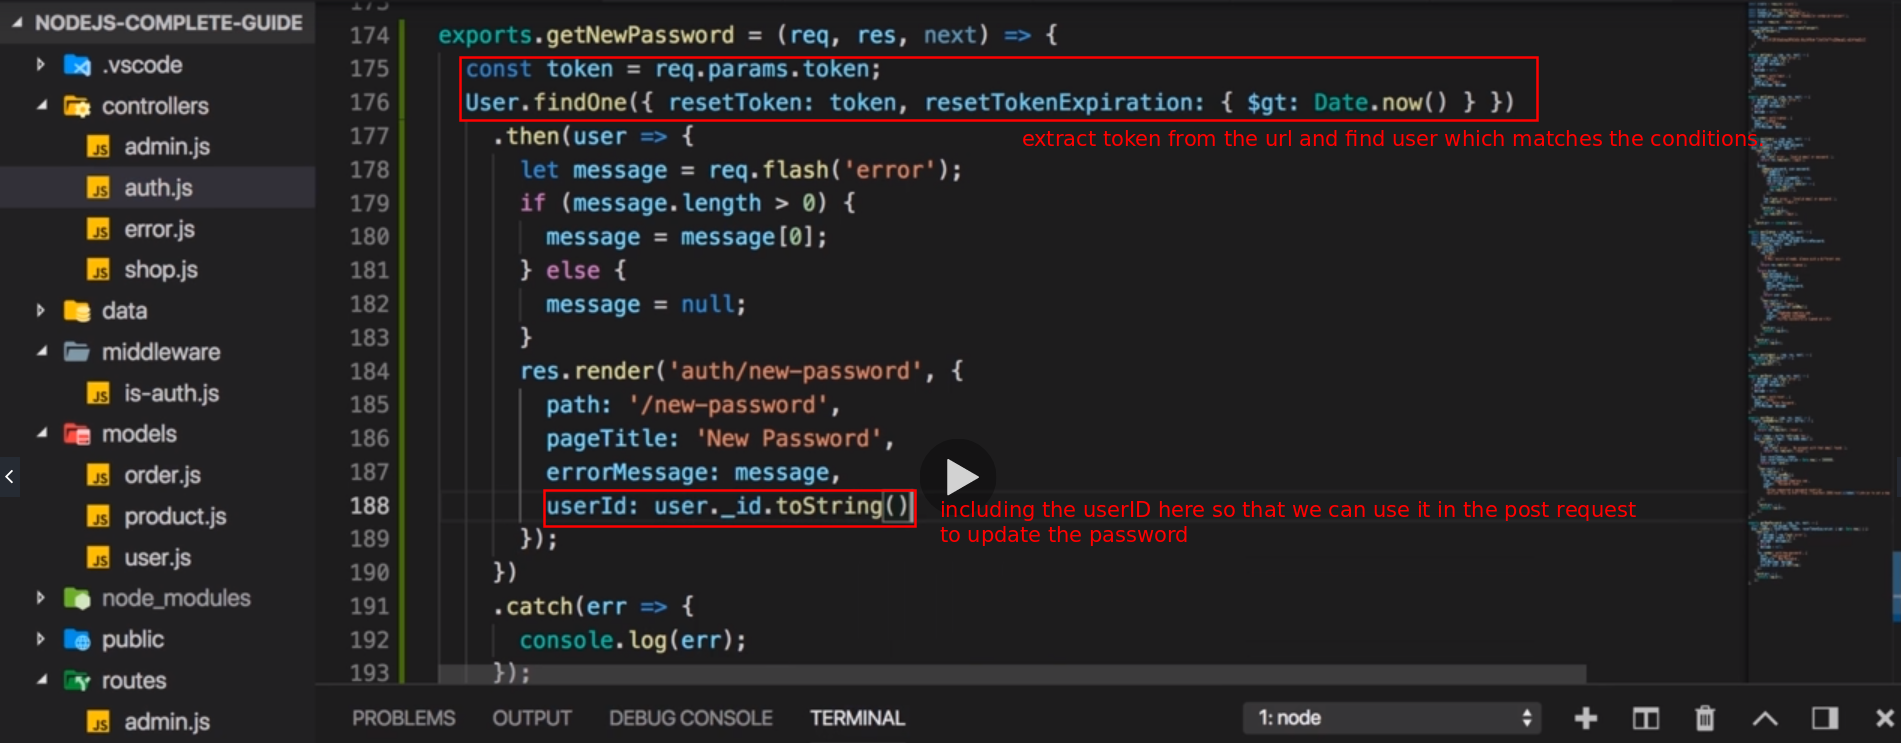 NODEJS-COMPLETE-GUIDE
.vscode
controllers
admin.js
auth.js
error.js
shop.js
data
middleware
is-auth.js
models
order.js
product.js
user.js
node_modules
public
routes
admin.js
173
174 exports.getNewPassword = (req, res, next) => {
175 const token = req.params.token;
176 User.findOne({ resetToken: token, resetTokenExpiration: { $gt: Date.now() } })
extract token from the url and find user which matches the conditions
177 .then(user => {
178 let message = req.flash('error');
179 if (message.length > 0) {
180 message = message[0];
181 } else {
182 message = null;
183 }
184 res.render('auth/new-password', {
185 path: '/new-password',
186 pageTitle: 'New Password',
187 errorMessage: message,
188 userId: user._id.toString()
including the userID here so that we can use it in the post request
to update the password
189 });
190 })
191 .catch(err => {
192 console.log(err);
193 });
PROBLEMS OUTPUT DEBUG CONSOLE TERMINAL 1: node